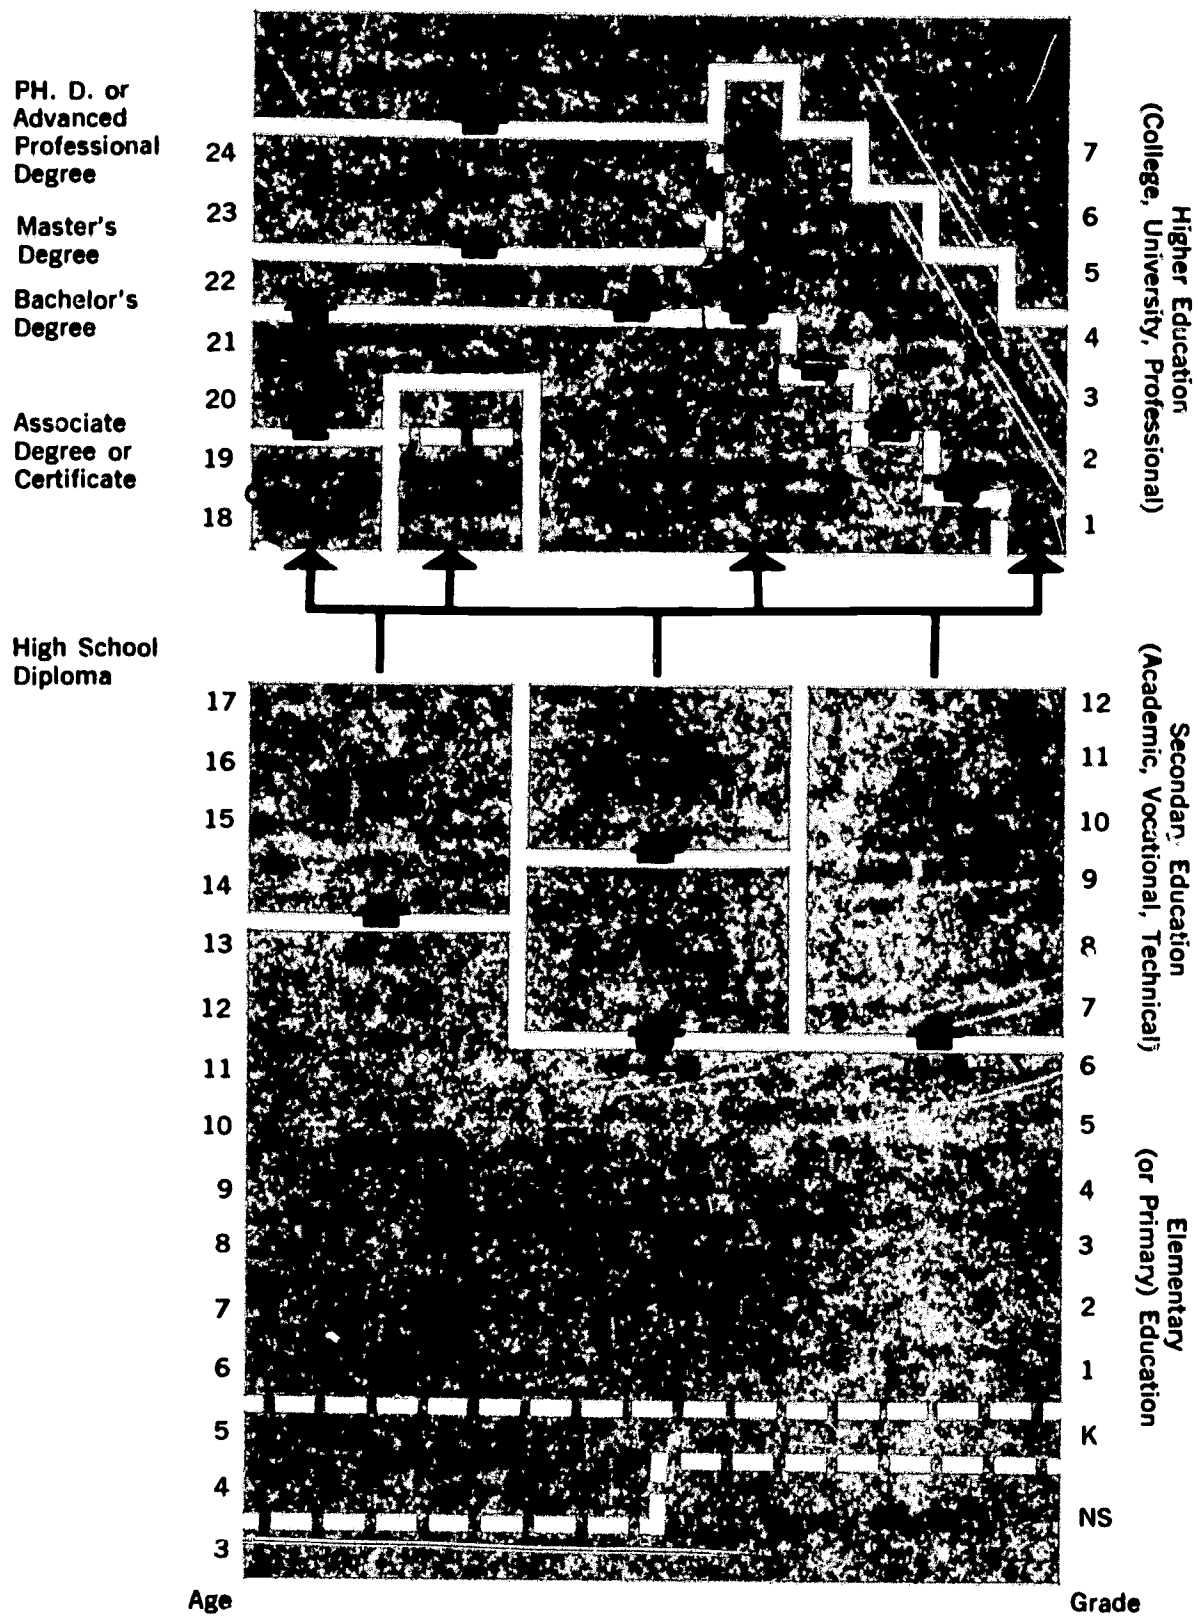 PH. D. or
Advanced
Professional
Degree
24
23
Master's
Degree
22
Bachelor's
Degree
21
20
Associate
Degree or
Certificate
19
18
High School
Diploma
17
16
15
14
13
12
11
10
9
8
7
6
5
4
3
Age
7
6
5
4
3
2
1
12
11
10
9
8
7
6
5
4
3
2
1
K
NS
Grade
Higher Education
(College, University, Professional)
Secondary Education
(Academic, Vocational, Technical)
Elementary
(or Primary) Education